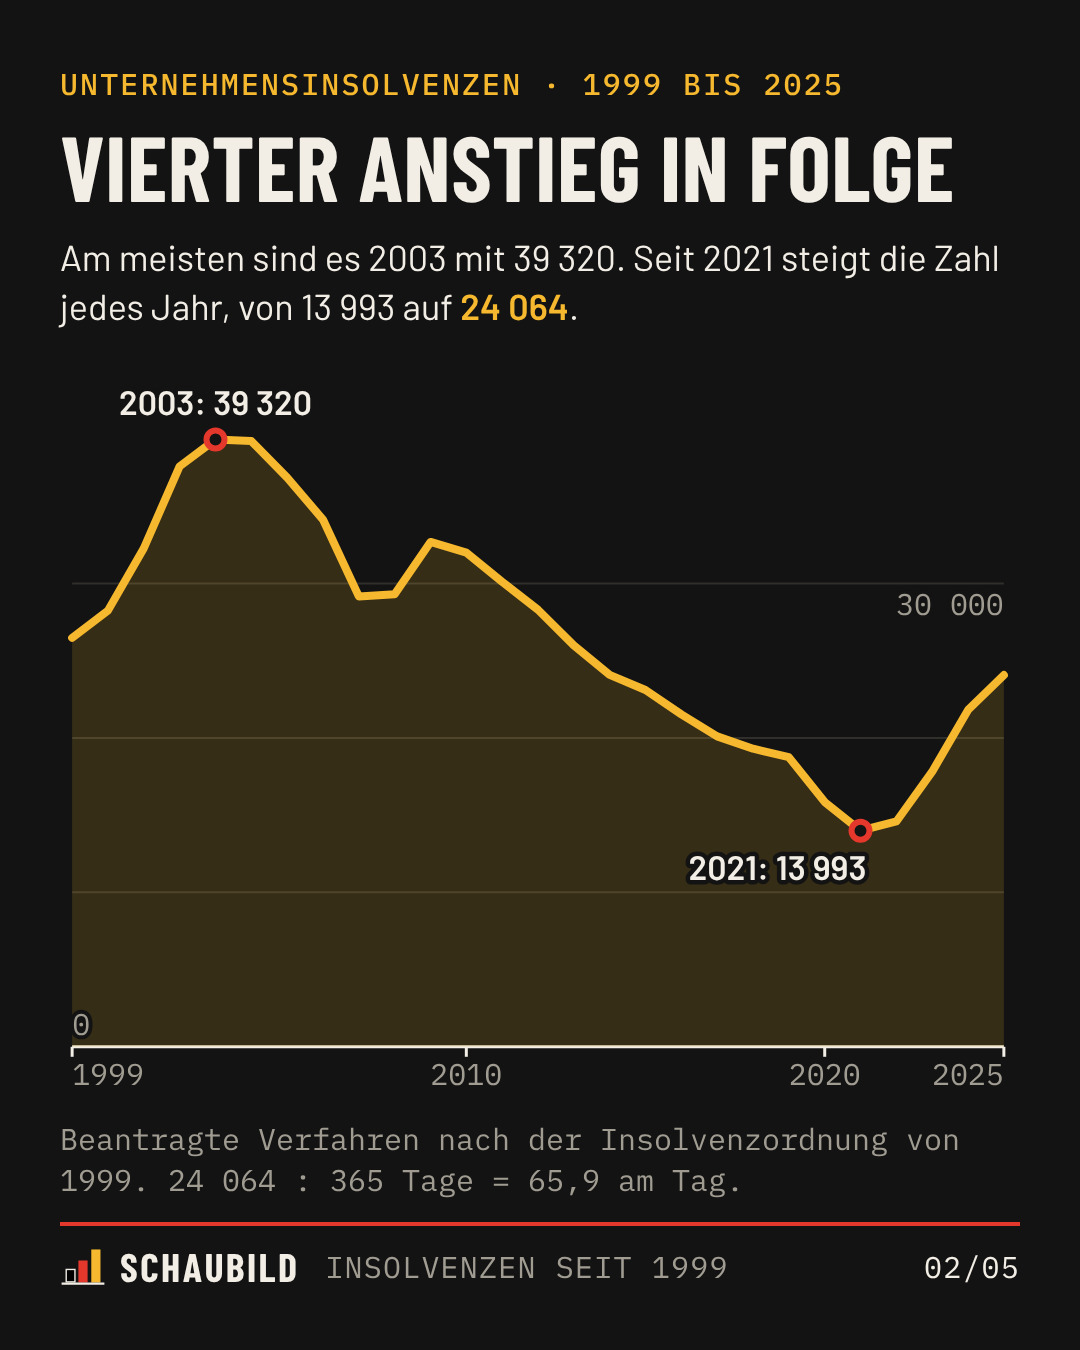 UNTERNEHMENSINSOLVENZEN · 1999 BIS 2025
VIERTER ANSTIEG IN FOLGE
Am meisten sind es 2003 mit 39 320. Seit 2021 steigt die Zahl
jedes Jahr, von 13 993 auf 24 064.
2003: 39 320
30 000
2021: 13 993
0
1999 2010 2020 2025
Beantragte Verfahren nach der Insolvenzordnung von
1999. 24 064 : 365 Tage = 65,9 am Tag.
SCHAUBILD INSOLVENZEN SEIT 1999 02/05